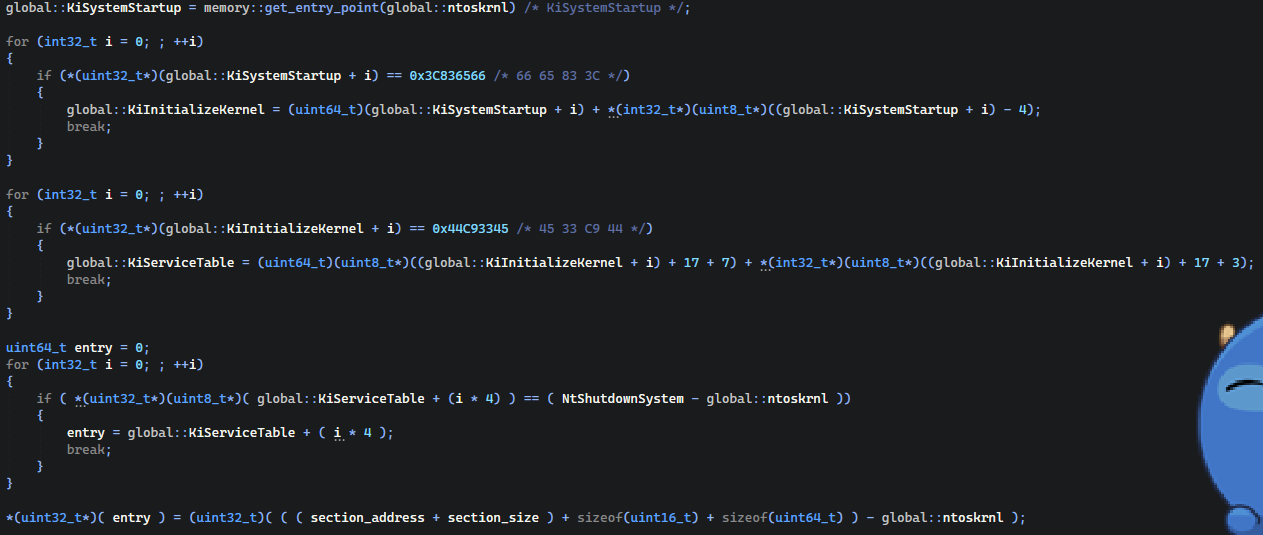 global::KiSystemStartup = memory::get_entry_point(global::ntoskrnl) /* KiSystemStartup */;
for (int32_t i = 0; ; ++i)
{
if (*(uint32_t*)(global::KiSystemStartup + i) == 0x3C836566 /* 66 65 83 3C */)
{
global::KiInitializeKernel = (uint64_t)(global::KiSystemStartup + i) + *(int32_t*)(uint8_t*)((global::KiSystemStartup + i) - 4);
break;
}
}
for (int32_t i = 0; ; ++i)
{
if (*(uint32_t*)(global::KiInitializeKernel + i) == 0x44C93345 /* 45 33 C9 44 */)
{
global::KiServiceTable = (uint64_t)(uint8_t*)((global::KiInitializeKernel + i) + 17 + 7) + *(int32_t*)(uint8_t*)((global::KiInitializeKernel + i) + 17 + 3);
break;
}
}
uint64_t entry = 0;
for (int32_t i = 0; ; ++i)
{
if ( *(uint32_t*)(uint8_t*)( global::KiServiceTable + (i * 4) ) == ( NtShutdownSystem - global::ntoskrnl ))
{
entry = global::KiServiceTable + ( i * 4 );
break;
}
}
*(uint32_t*)( entry ) = (uint32_t)( ( ( section_address + section_size ) + sizeof(uint16_t) + sizeof(uint64_t) ) - global::ntoskrnl );